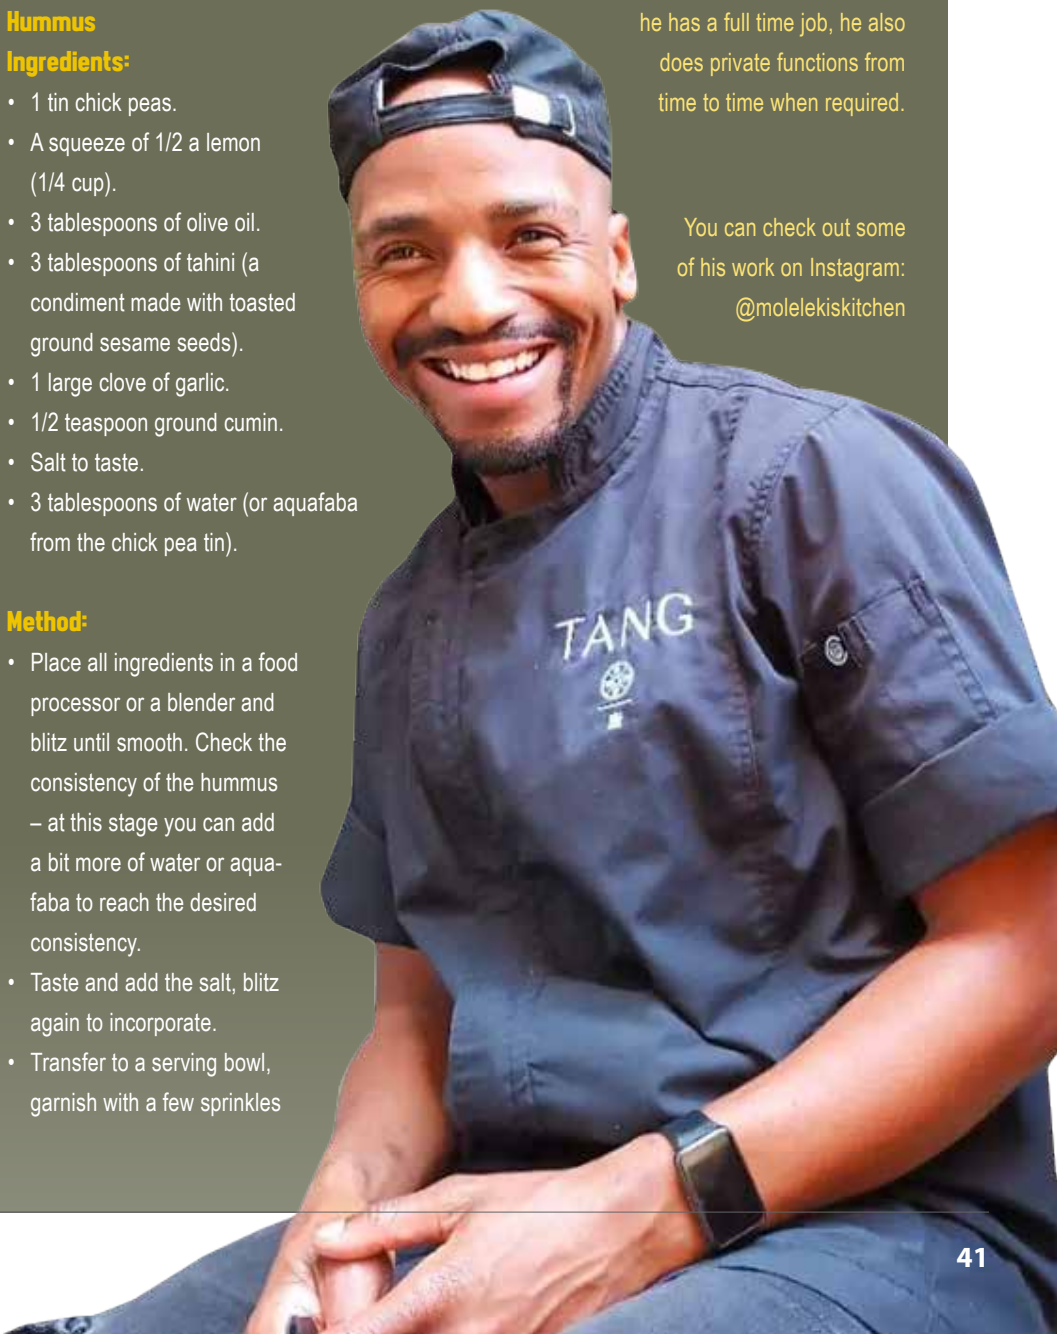 Hummus
Ingredients:
• 1 tin chick peas.
• A squeeze of 1/2 a lemon
(1/4 cup).
• 3 tablespoons of olive oil.
• 3 tablespoons of tahini (a
condiment made with toasted
ground sesame seeds).
• 1 large clove of garlic.
• 1/2 teaspoon ground cumin.
• Salt to taste.
• 3 tablespoons of water (or aquafaba
from the chick pea tin).
Method:
• Place all ingredients in a food
processor or a blender and
blitz until smooth. Check the
consistency of the hummus
– at this stage you can add
a bit more of water or aqua-
faba to reach the desired
consistency.
• Taste and add the salt, blitz
again to incorporate.
• Transfer to a serving bowl,
garnish with a few sprinkles
he has a full time job, he also
does private functions from
time to time when required.
You can check out some
of his work on Instagram:
@molelekiskitchen
TANG
41